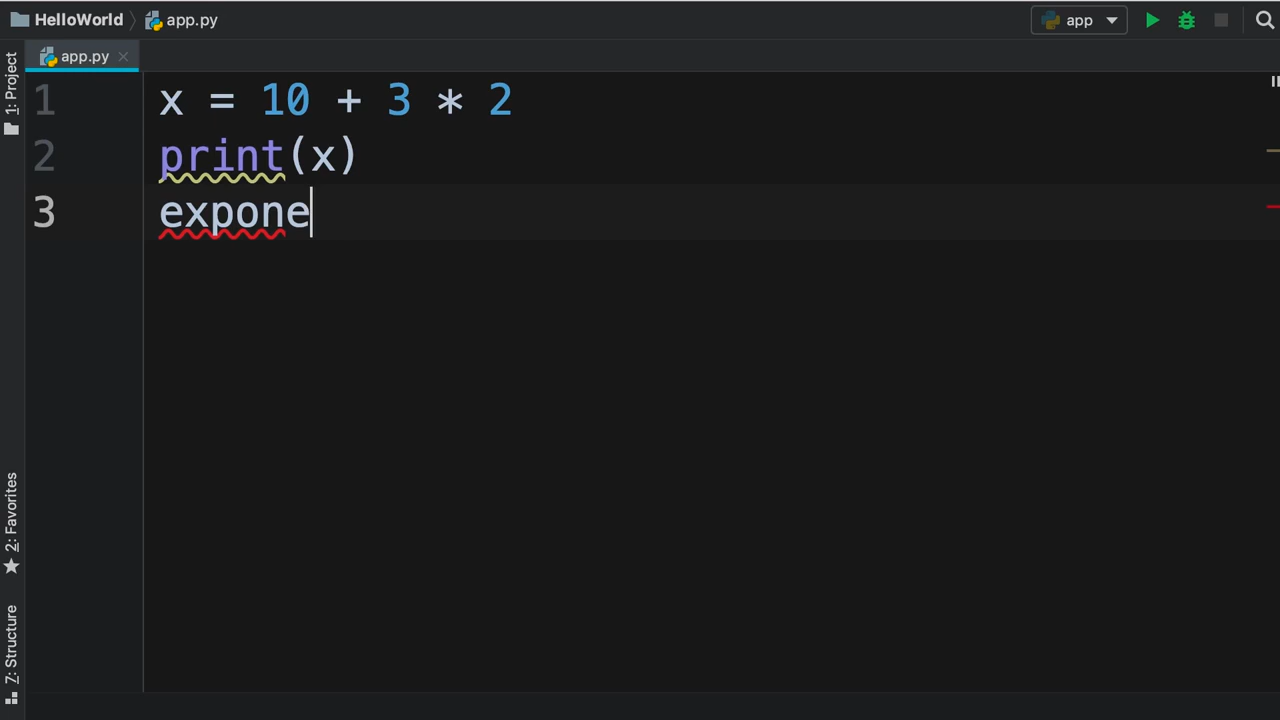 HelloWorld app.py app
app.py
1: Project
1 x = 10 + 3 * 2
2 print(x)
3 expone
2: Favorites
7: Structure